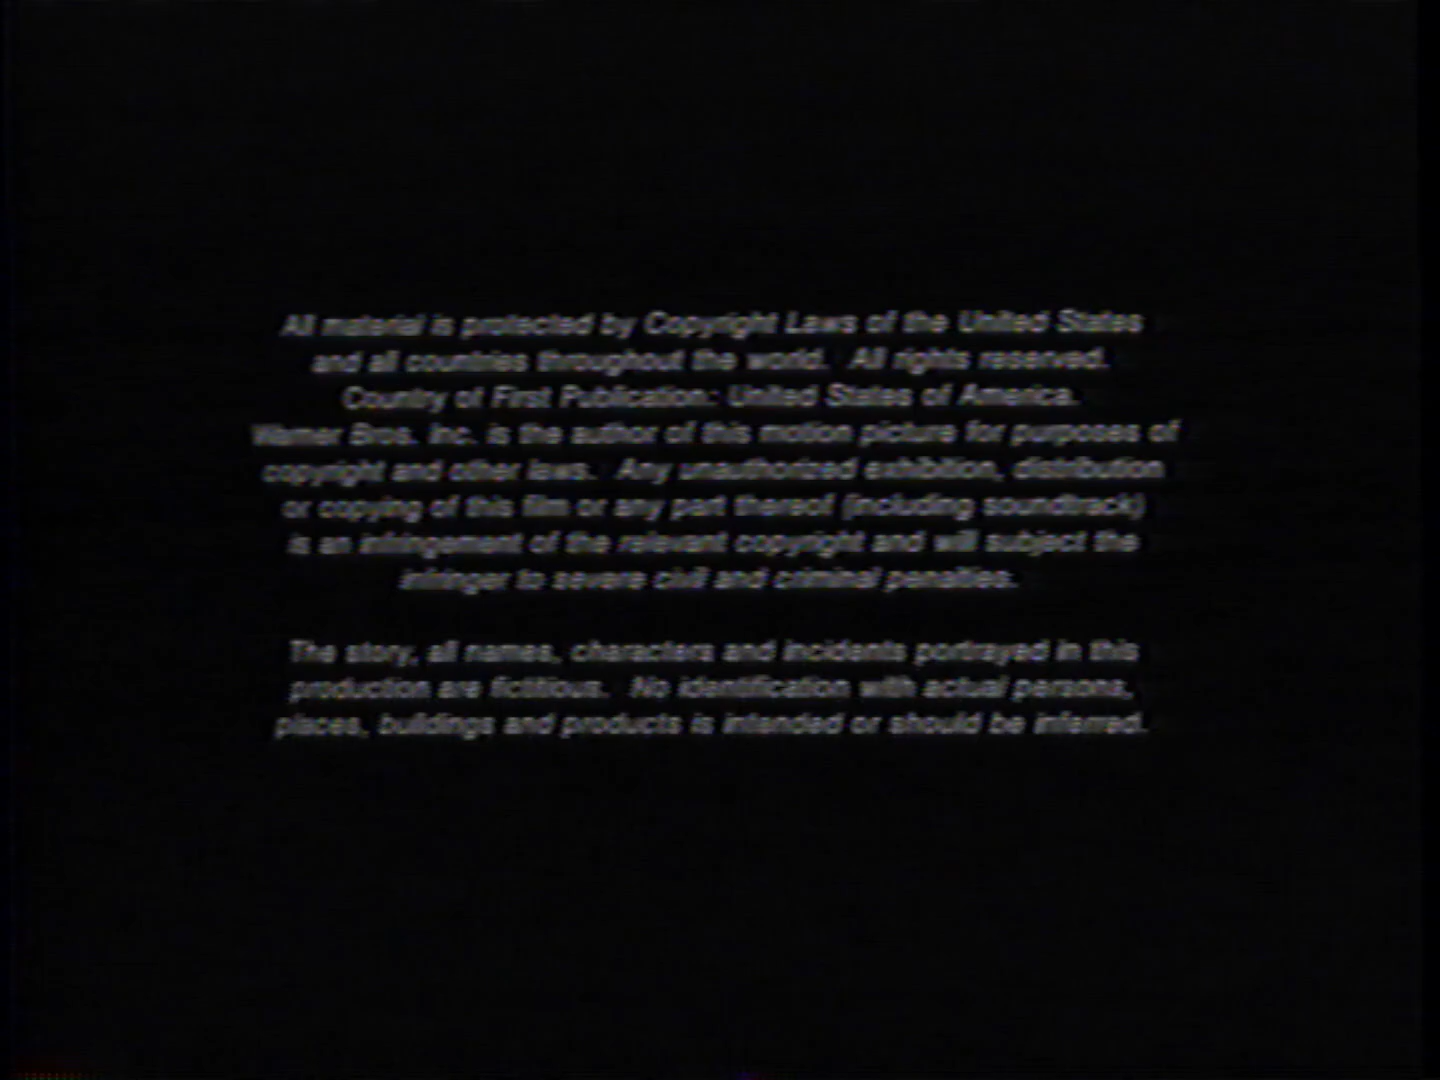 All material is protected by Copyright Laws of the United States
and all countries throughout the world. All rights reserved.
Country of First Publication: United States of America.
Warner Bros. Inc. is the author of this motion picture for purposes of
copyright and other laws. Any unauthorized exhibition, distribution
or copying of this film or any part thereof (including soundtrack)
is an infringement of the relevant copyright and will subject the
infringer to severe civil and criminal penalties.
The story, all names, characters and incidents portrayed in this
production are fictitious. No identification with actual persons,
places, buildings and products is intended or should be inferred.